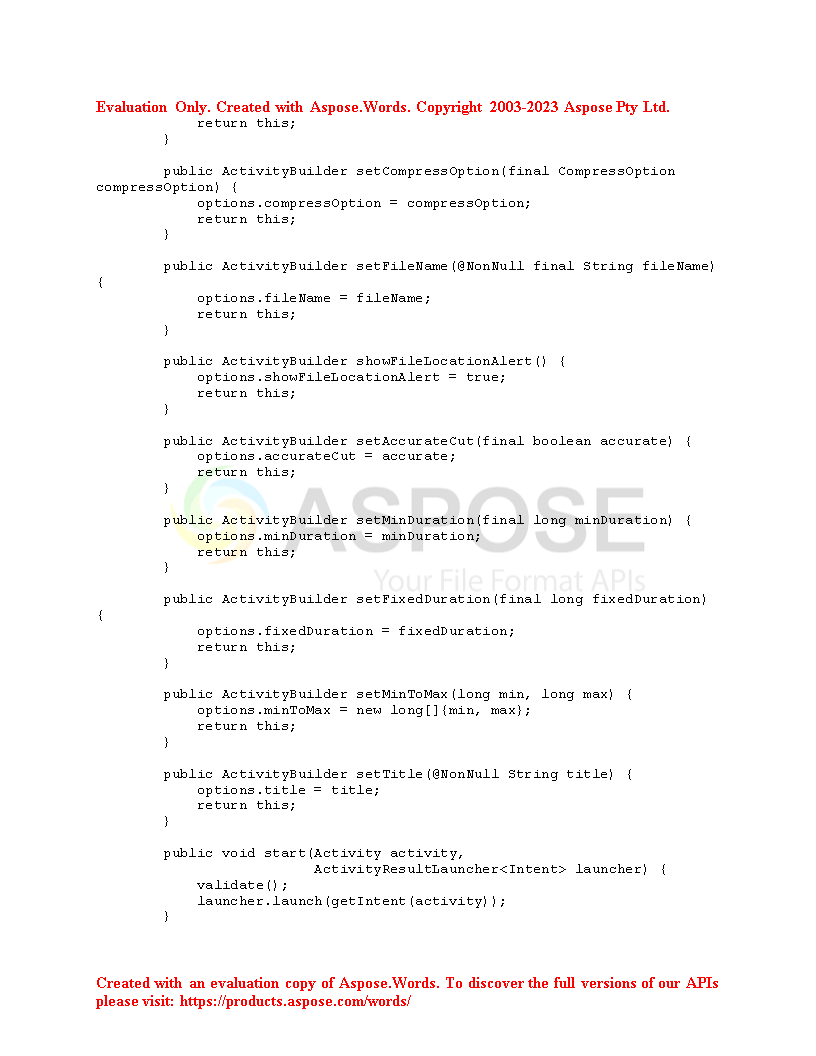 Evaluation Only. Created with Aspose.Words. Copyright 2003-2023 Aspose Pty Ltd.
            return this;
        }

        public ActivityBuilder setCompressOption(final CompressOption
compressOption) {
            options.compressOption = compressOption;
            return this;
        }

        public ActivityBuilder setFileName(@NonNull final String fileName)
{
            options.fileName = fileName;
            return this;
        }

        public ActivityBuilder showFileLocationAlert() {
            options.showFileLocationAlert = true;
            return this;
        }

        public ActivityBuilder setAccurateCut(final boolean accurate) {
            options.accurateCut = accurate;
            return this;
        }

ASPOSE
        public ActivityBuilder setMinDuration(final long minDuration) {
            options.minDuration = minDuration;
            return this;
        }
Your File Format APIs

        public ActivityBuilder setFixedDuration(final long fixedDuration)
{
            options.fixedDuration = fixedDuration;
            return this;
        }

        public ActivityBuilder setMinToMax(long min, long max) {
            options.minToMax = new long[]{min, max};
            return this;
        }

        public ActivityBuilder setTitle(@NonNull String title) {
            options.title = title;
            return this;
        }

        public void start(Activity activity,
                          ActivityResultLauncher<Intent> launcher) {
            validate();
            launcher.launch(getIntent(activity));
        }

Created with an evaluation copy of Aspose.Words. To discover the full versions of our APIs
please visit: https://products.aspose.com/words/